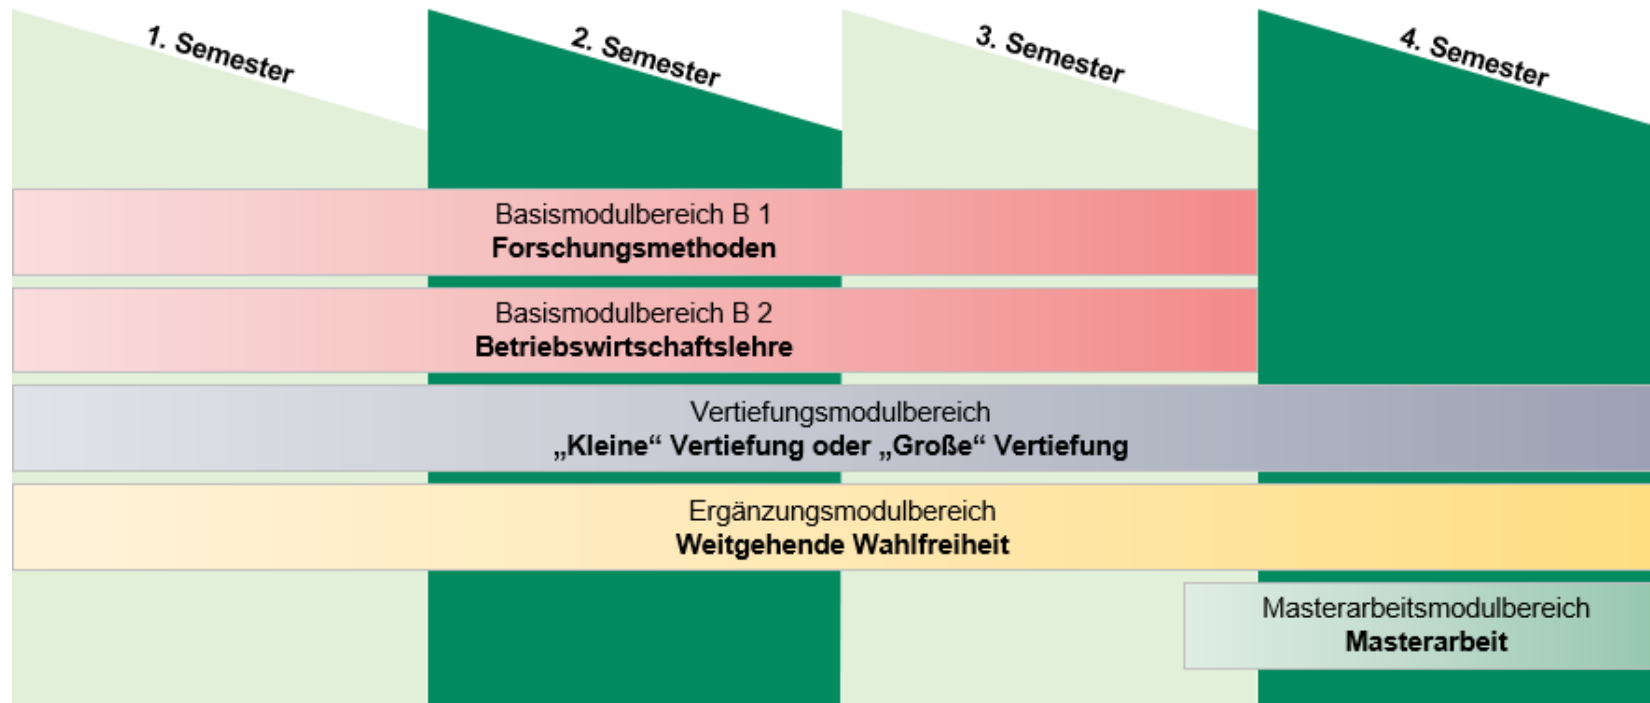 1. Semester
2. Semester
3. Semester
4. Semester
Basismodulbereich B 1
Forschungsmethoden
Basismodulbereich B 2
Betriebswirtschaftslehre
Vertiefungsmodulbereich
„Kleine“ Vertiefung oder „Große“ Vertiefung
Ergänzungsmodulbereich
Weitgehende Wahlfreiheit
Masterarbeitsmodulbereich
Masterarbeit